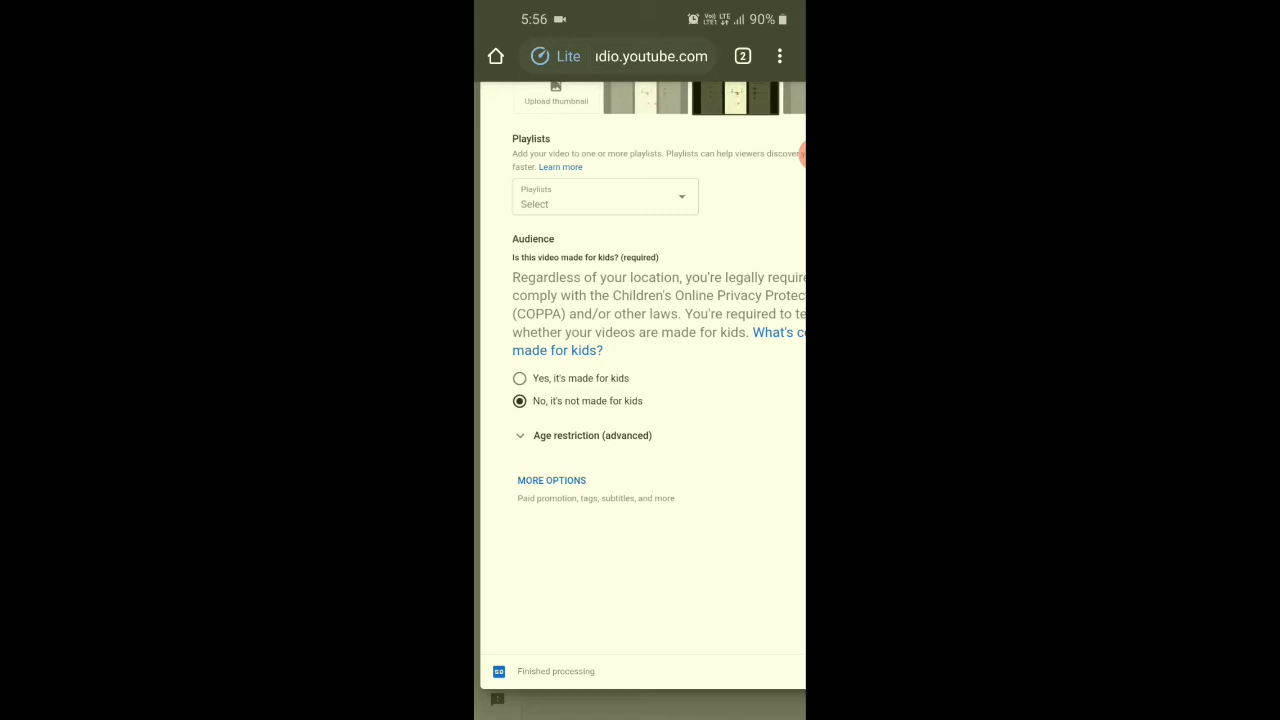 5:56
Voi) LTE
LTE1
90%
Lite
dio.youtube.com
2
Upload thumbnail
Playlists
Add your video to one or more playlists. Playlists can help viewers discover
faster. Learn more
Playlists
Select
Audience
Is this video made for kids? (required)
Regardless of your location, you're legally require
comply with the Children's Online Privacy Protec
(COPPA) and/or other laws. You're required to te
whether your videos are made for kids. What's co
made for kids?
Yes, it's made for kids
No, it's not made for kids
Age restriction (advanced)
MORE OPTIONS
Paid promotion, tags, subtitles, and more
SD
Finished processing